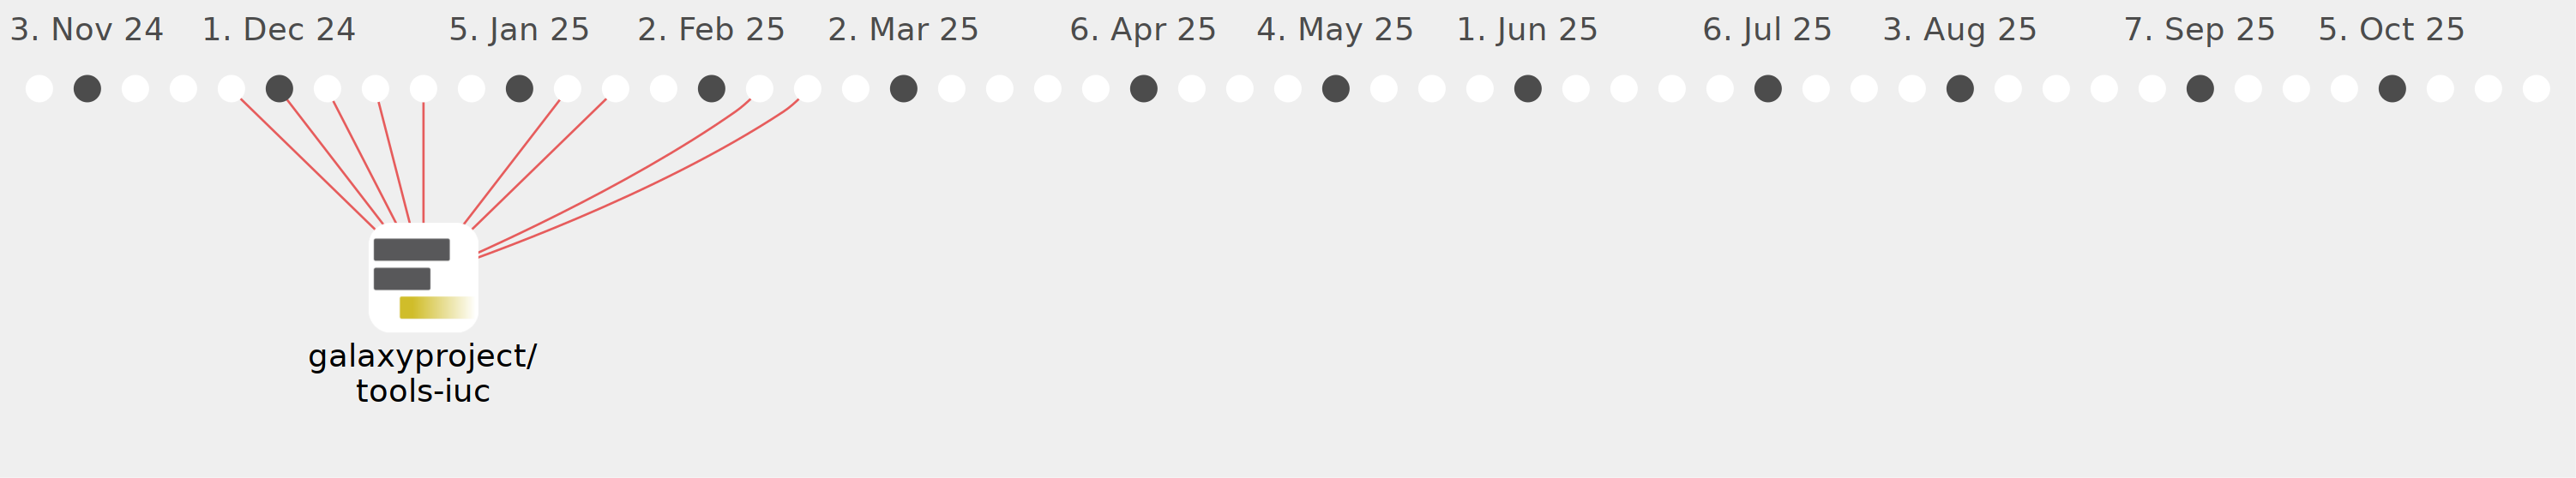 3. Nov 24 1. Dec 24 5. Jan 25 2. Feb 25 2. Mar 25 6. Apr 25 4. May 25 1. Jun 25 6. Jul 25 3. Aug 25 7. Sep 25 5. Oct 25
galaxyproject/
tools-iuc